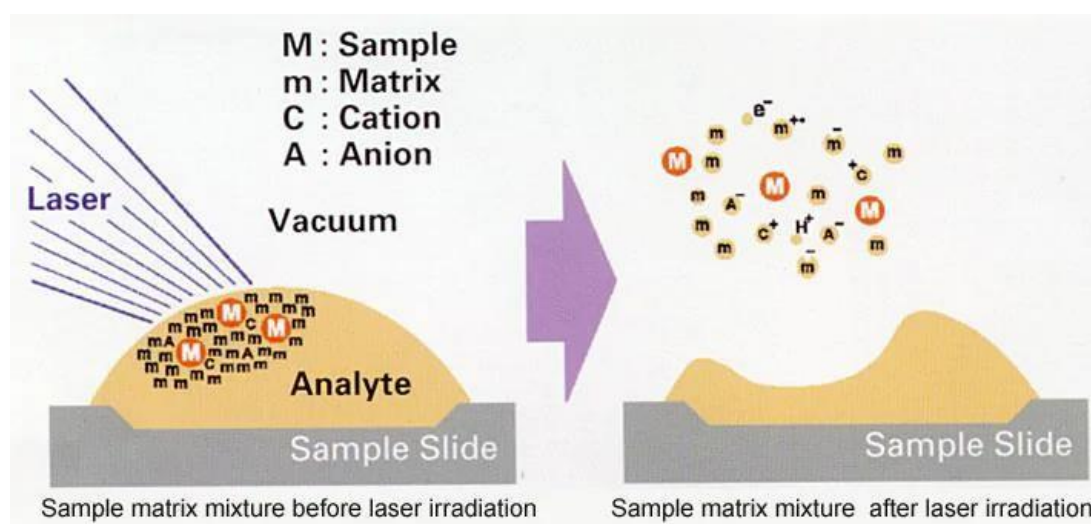 M : Sample
m : Matrix
C : Cation
A : Anion
Laser
Vacuum
m m m
M m m m
m m m m C M m
m A m m m m m
m m M m m m A m m
m m m C m m m
m m m m
Analyte
Sample Slide
Sample matrix mixture before laser irradiation
e⁻
m m⁺• m⁻
M m m
M m ⁺C
m A⁻ M
m C⁺ H⁺ A⁻ m
m m⁻
Sample Slide
Sample matrix mixture after laser irradiation